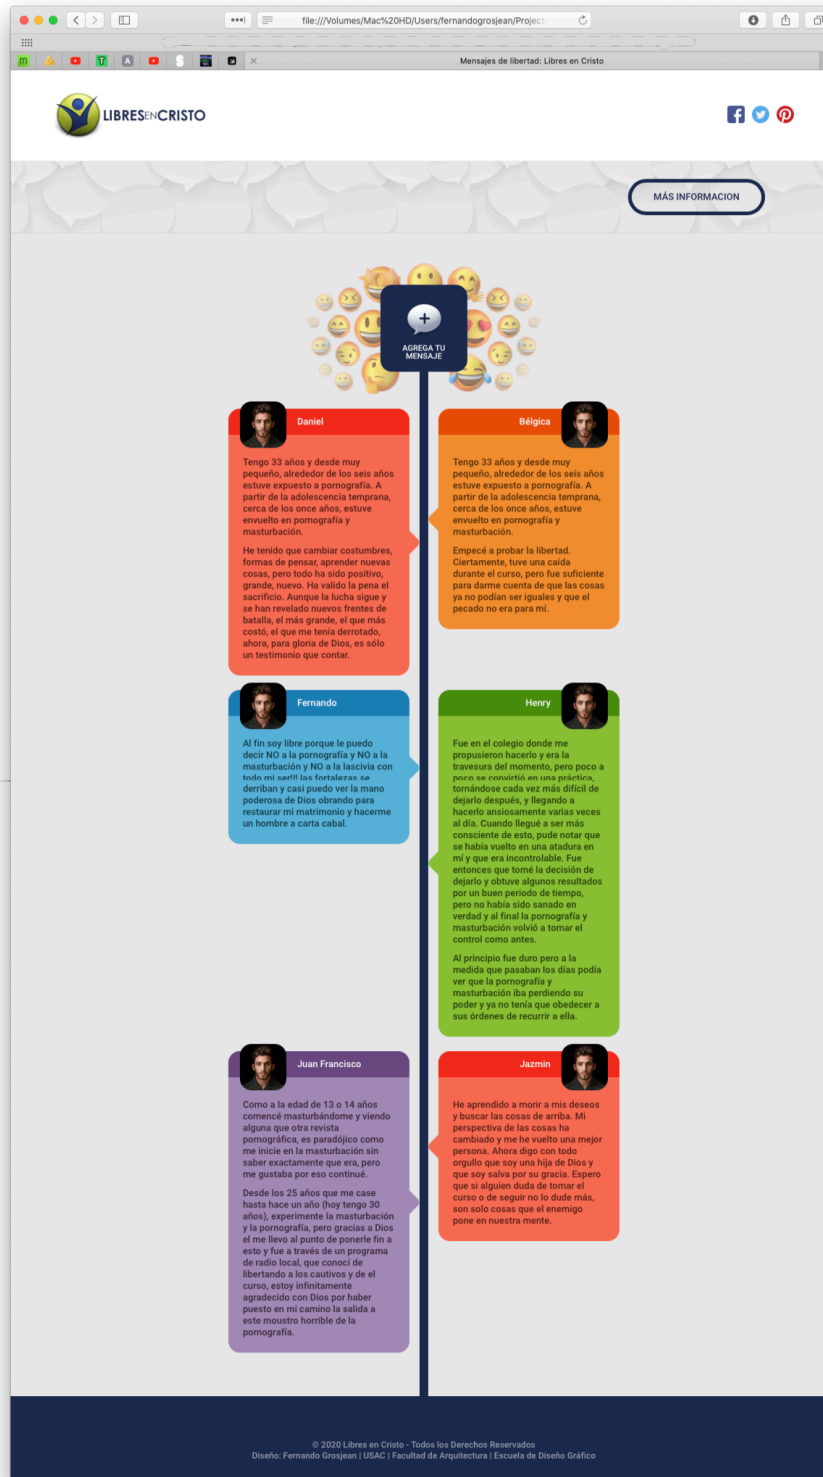 file:///Volumes/Mac%20HD/Users/fernandogrosjean/Project
Mensajes de libertad: Libres en Cristo
LIBRESENCRISTO
MÁS INFORMACION
AGREGA TU
MENSAJE
Daniel
Tengo 33 años y desde muy
pequeño, alrededor de los seis años
estuve expuesto a pornografía. A
partir de la adolescencia temprana,
cerca de los once años, estuve
envuelto en pornografía y
masturbación.
He tenido que cambiar costumbres,
formas de pensar, aprender nuevas
cosas, pero todo ha sido positivo,
grande, nuevo. Ha valido la pena el
sacrificio. Aunque la lucha sigue y
se han revelado nuevos frentes de
batalla, el más grande, el que más
costó, el que me tenía derrotado,
ahora, para gloria de Dios, es sólo
un testimonio que contar.
Bélgica
Tengo 33 años y desde muy
pequeño, alrededor de los seis años
estuve expuesto a pornografía. A
partir de la adolescencia temprana,
cerca de los once años, estuve
envuelto en pornografía y
masturbación.
Empecé a probar la libertad.
Ciertamente, tuve una caída
durante el curso, pero fue suficiente
para darme cuenta de que las cosas
ya no podían ser iguales y que el
pecado no era para mí.
Fernando
Al fin soy libre porque le puedo
decir NO a la pornografía y NO a la
masturbación y NO a la lascivia con
todo mi ser!!! las fortalezas se
derriban y casi puedo ver la mano
poderosa de Dios obrando para
restaurar mi matrimonio y hacerme
un hombre a carta cabal.
Henry
Fue en el colegio donde me
propusieron hacerlo y era la
travesura del momento, pero poco a
poco se convirtió en una práctica,
tornándose cada vez más difícil de
dejarlo después, y llegando a
hacerlo ansiosamente varias veces
al día. Cuando llegué a ser más
consciente de esto, pude notar que
se había vuelto en una atadura en
mí y que era incontrolable. Fue
entonces que tomé la decisión de
dejarlo y obtuve algunos resultados
por un buen periodo de tiempo,
pero no había sido sanado en
verdad y al final la pornografía y
masturbación volvió a tomar el
control como antes.
Al principio fue duro pero a la
medida que pasaban los días podía
ver que la pornografía y
masturbación iba perdiendo su
poder y ya no tenía que obedecer a
sus órdenes de recurrir a ella.
Juan Francisco
Como a la edad de 13 o 14 años
comencé masturbándome y viendo
alguna que otra revista
pornográfica, es paradójico como
me inicie en la masturbación sin
saber exactamente que era, pero
me gustaba por eso continué.
Desde los 25 años que me case
hasta hace un año (hoy tengo 30
años), experimente la masturbación
y la pornografía, pero gracias a Dios
el me llevo al punto de ponerle fin a
esto y fue a través de un programa
de radio local, que conocí de
libertando a los cautivos y de el
curso, estoy infinitamente
agradecido con Dios por haber
puesto en mi camino la salida a
este moustro horrible de la
pornografía.
Jazmin
He aprendido a morir a mis deseos
y buscar las cosas de arriba. Mi
perspectiva de las cosas ha
cambiado y me he vuelto una mejor
persona. Ahora digo con todo
orgullo que soy una hija de Dios y
que soy salva por su gracia. Espero
que si alguien duda de tomar el
curso o de seguir no lo dude más,
son solo cosas que el enemigo
pone en nuestra mente.
© 2020 Libres en Cristo - Todos los Derechos Reservados
Diseño: Fernando Grosjean | USAC | Facultad de Arquitectura | Escuela de Diseño Gráfico